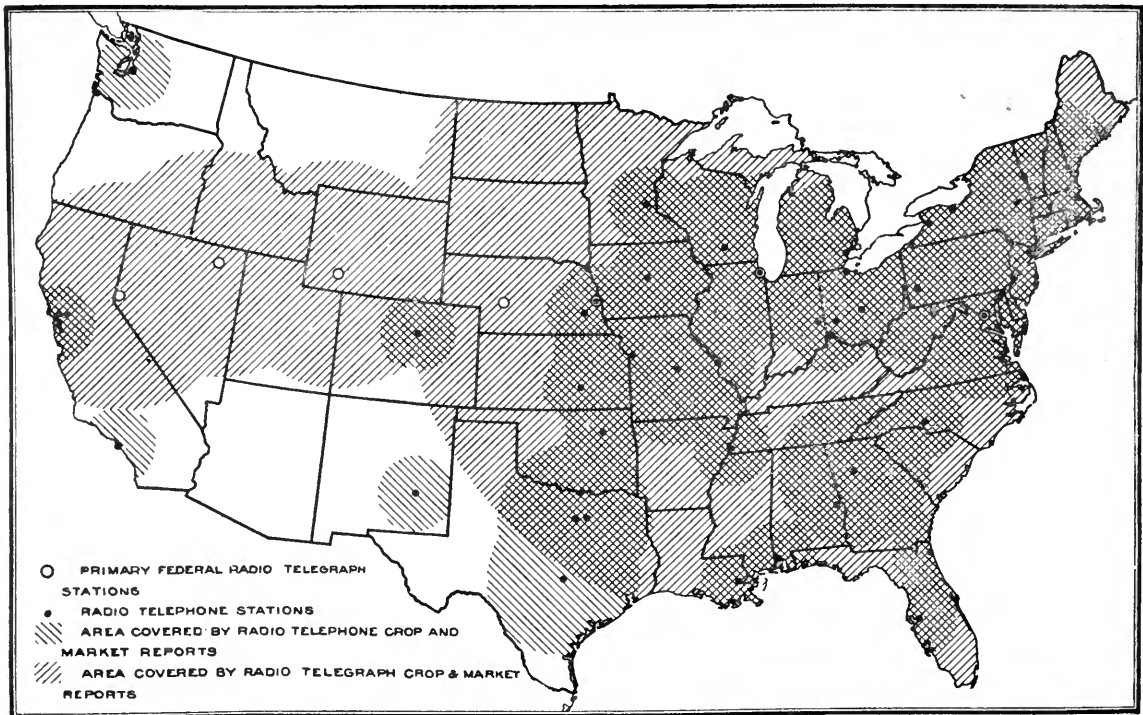 PRIMARY FEDERAL RADIO TELEGRAPH
STATIONS
RADIO TELEPHONE STATIONS
AREA COVERED BY RADIO TELEPHONE CROP AND
MARKET REPORTS
AREA COVERED BY RADIO TELEGRAPH CROP & MARKET
REPORTS